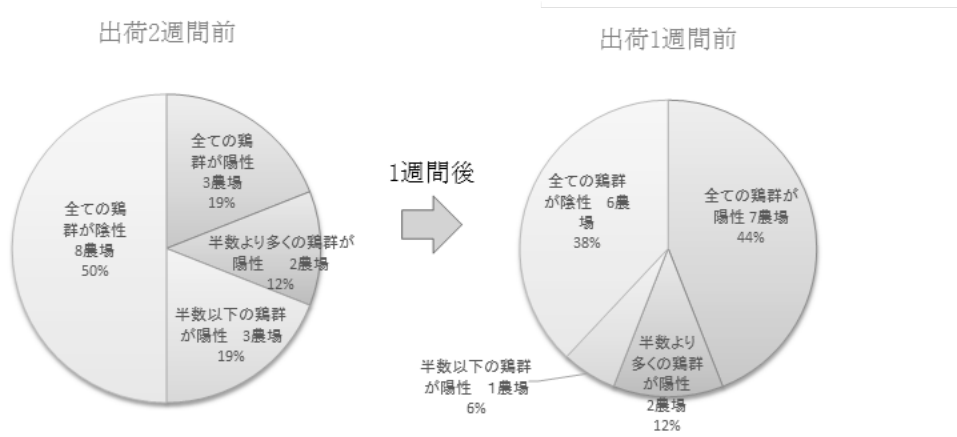 出荷2週間前
全ての鶏
群が陽性
3農場
19%
半数より多くの鶏群が
陽性　2農場
12%
半数以下の鶏群
が陽性　3農場
19%
全ての鶏
群が陰性
8農場
50%
1週間後
出荷1週間前
全ての鶏群が
陽性 7農場
44%
半数より
多くの鶏群
が陽性
2農場
12%
半数以下の鶏群
が陽性　1農場
6%
全ての鶏群
が陰性　6農
場
38%